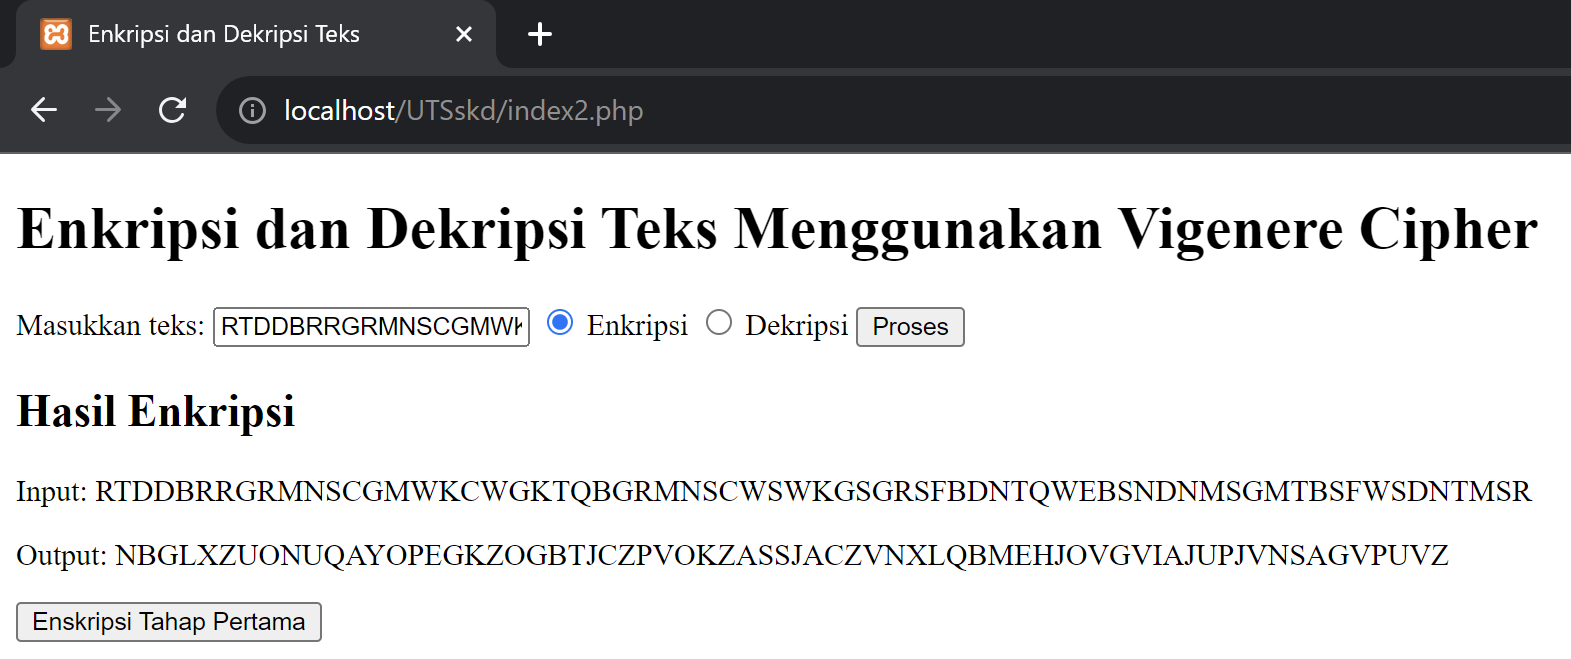 Enkripsi dan Dekripsi Teks
localhost/UTSskd/index2.php
Enkripsi dan Dekripsi Teks Menggunakan Vigenere Cipher
Masukkan teks: RTDDBRRGRMNSCGMWK Enkripsi Dekripsi Proses
Hasil Enkripsi
Input: RTDDBRRGRMNSCGMWKCWGKTQBGRMNSCWSWKGSGRSFBDNTQWEBSNDNMSGMTBSFWSDNTMSR
Output: NBGLXZUONUQAYOPEGKZOGBTJCZPVOKZASSJACZVNXLQBMEHJOVGVIAJUPJVNSAGVPUVZ
Enskripsi Tahap Pertama